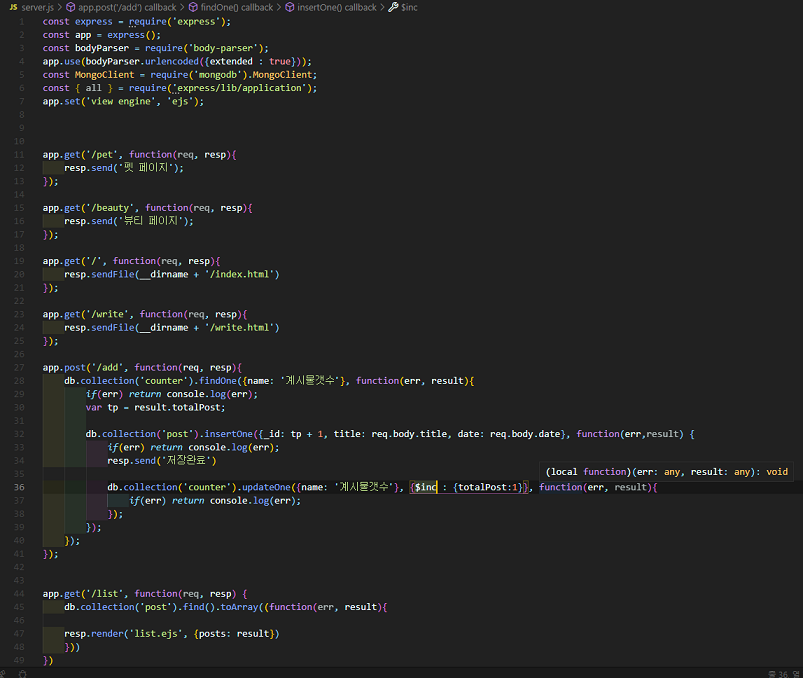 JS server.js > app.post('/add') callback > findOne() callback > insertOne() callback > $inc
1 const express = require('express');
2 const app = express();
3 const bodyParser = require('body-parser');
4 app.use(bodyParser.urlencoded({extended : true}));
5 const MongoClient = require('mongodb').MongoClient;
6 const { all } = require('express/lib/application');
7 app.set('view engine', 'ejs');
8
9
10
11 app.get('/pet', function(req, resp){
12 resp.send('펫 페이지');
13 });
14
15 app.get('/beauty', function(req, resp){
16 resp.send('뷰티 페이지');
17 });
18
19 app.get('/', function(req, resp){
20 resp.sendFile(__dirname + '/index.html')
21 });
22
23 app.get('/write', function(req, resp){
24 resp.sendFile(__dirname + '/write.html')
25 });
26
27 app.post('/add', function(req, resp){
28 db.collection('counter').findOne({name: '게시물갯수'}, function(err, result){
29 if(err) return console.log(err);
30 var tp = result.totalPost;
31
32 db.collection('post').insertOne({_id: tp + 1, title: req.body.title, date: req.body.date}, function(err,result) {
33 if(err) return console.log(err);
34 resp.send('저장완료')
35 (local function)(err: any, result: any): void
36 db.collection('counter').updateOne({name: '게시물갯수'}, {$inc : {totalPost:1}}, function(err, result){
37 if(err) return console.log(err);
38 });
39 });
40 });
41 });
42
43
44 app.get('/list', function(req, resp) {
45 db.collection('post').find().toArray((function(err, result){
46
47 resp.render('list.ejs', {posts: result})
48 }))
49 })